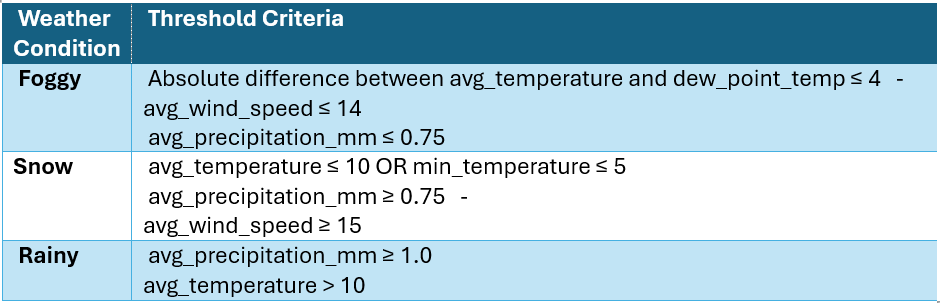 Weather Condition
Threshold Criteria
Foggy
Absolute difference between avg_temperature and dew_point_temp ≤ 4 -
avg_wind_speed ≤ 14
avg_precipitation_mm ≤ 0.75
Snow
avg_temperature ≤ 10 OR min_temperature ≤ 5
avg_precipitation_mm ≥ 0.75 -
avg_wind_speed ≥ 15
Rainy
avg_precipitation_mm ≥ 1.0
avg_temperature > 10